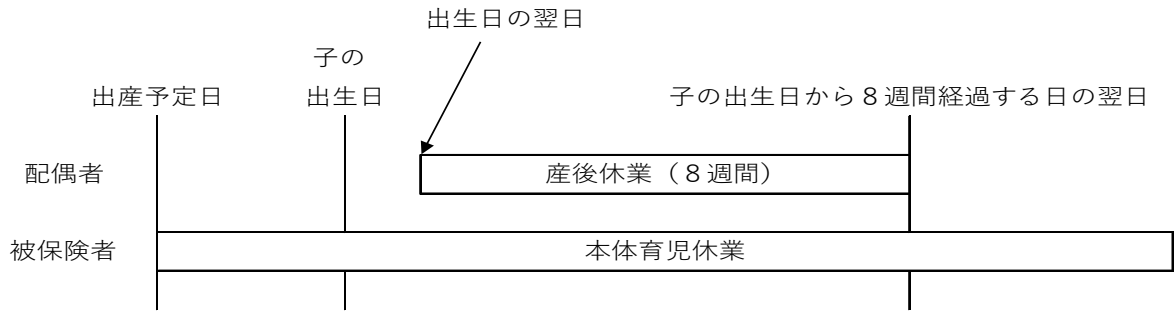 出生日の翌日
子の
出産予定日 出生日 子の出生日から８週間経過する日の翌日
配偶者 産後休業（８週間）
被保険者 本体育児休業